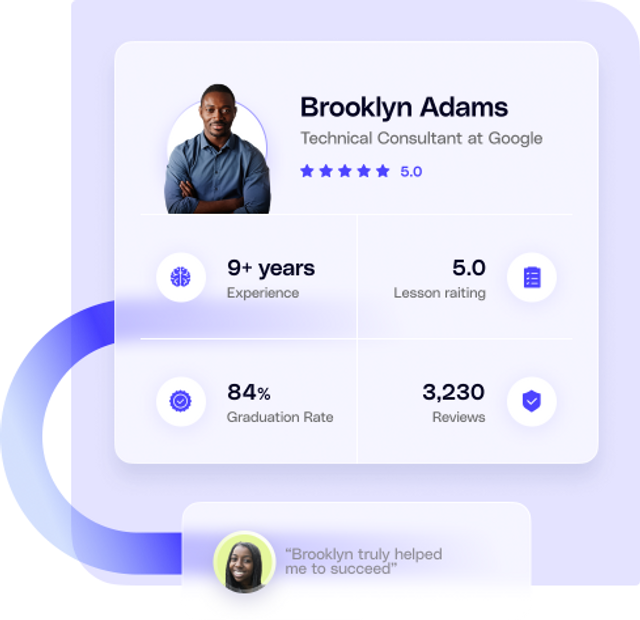 Brooklyn Adams
Technical Consultant at Google
5.0
9+ years
Experience
5.0
Lesson raiting
84%
Graduation Rate
3,230
Reviews
“Brooklyn truly helped
me to succeed”